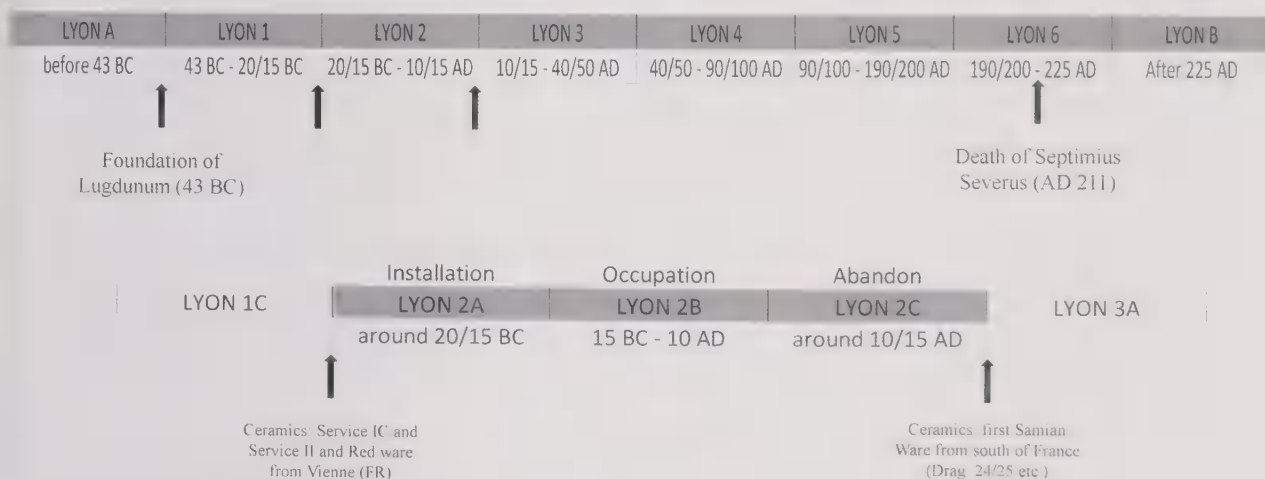 LYON A LYON 1 LYON 2 LYON 3 LYON 4 LYON 5 LYON 6 LYON B
before 43 BC 43 BC - 20/15 BC 20/15 BC - 10/15 AD 10/15 - 40/50 AD 40/50 - 90/100 AD 90/100 - 190/200 AD 190/200 - 225 AD After 225 AD
Foundation of
Lugdunum (43 BC)
Death of Septimius
Severus (AD 211)
Installation Occupation Abandon
LYON 1C LYON 2A LYON 2B LYON 2C LYON 3A
around 20/15 BC 15 BC - 10 AD around 10/15 AD
Ceramics Service IC and
Service II and Red ware
from Vienne (FR)
Ceramics first Samian
Ware from south of France
(Drag 24/25 etc )